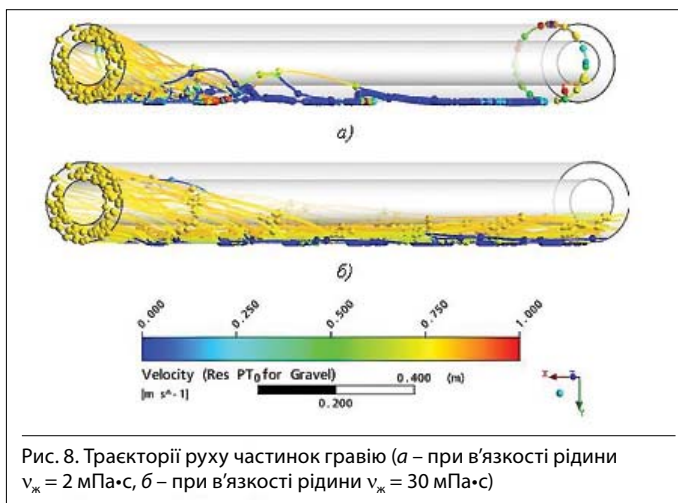 а)
б)
0.000
0.250
0.500
0.750
1.000
Velocity (Res PT0 for Gravel)
[m s^-1]
0.400 (m)
0.200
X
Y
Рис. 8. Траєкторії руху частинок гравію (а – при в'язкості рідини
νж = 2 мПа•с, б – при в'язкості рідини νж = 30 мПа•с)